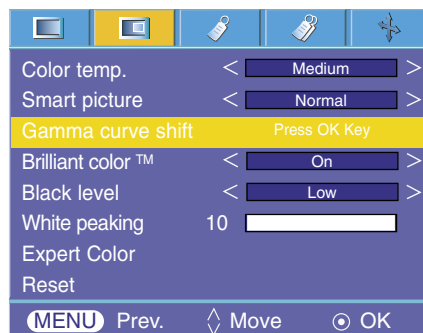 Color temp. < Medium >
Smart picture < Normal >
Gamma curve shift Press OK Key
Brilliant color ™ < On >
Black level < Low >
White peaking 10
Expert Color
Reset
MENU Prev. Move OK